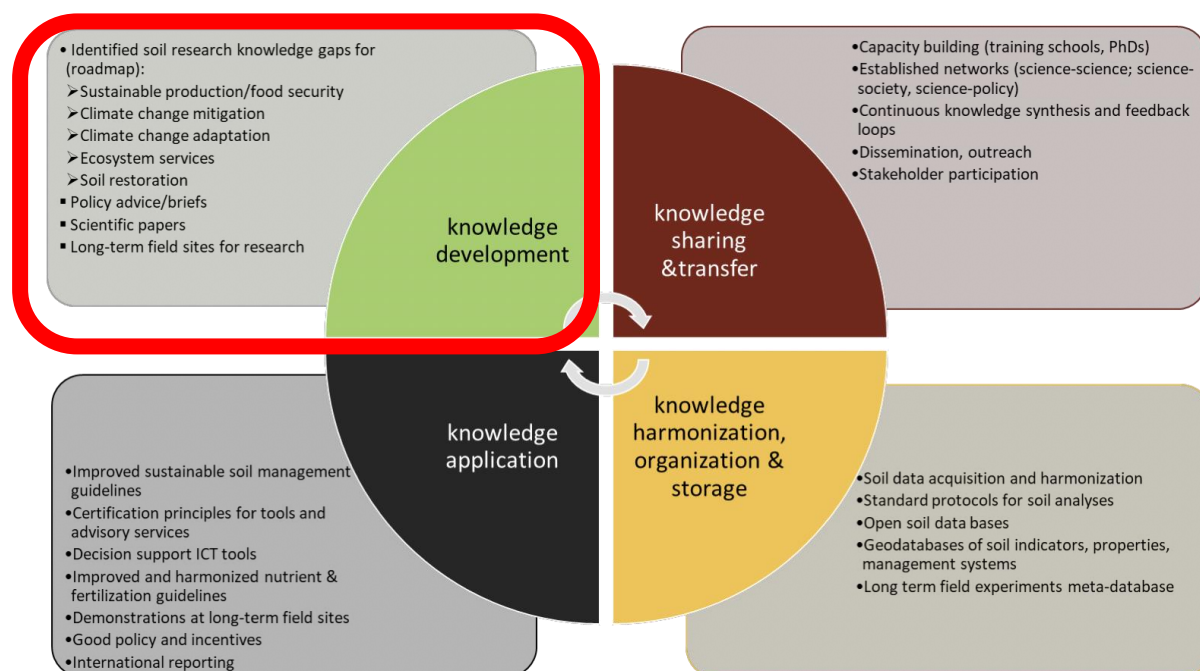 • Identified soil research knowledge gaps for
(roadmap):
➢Sustainable production/food security
➢Climate change mitigation
➢Climate change adaptation
➢Ecosystem services
➢Soil restoration
▪ Policy advice/briefs
▪ Scientific papers
▪ Long-term field sites for research
knowledge
development
•Capacity building (training schools, PhDs)
•Established networks (science-science; science-
society, science-policy)
•Continuous knowledge synthesis and feedback
loops
•Dissemination, outreach
•Stakeholder participation
knowledge
sharing
&transfer
•Improved sustainable soil management
guidelines
•Certification principles for tools and
advisory services
•Decision support ICT tools
•Improved and harmonized nutrient &
fertilization guidelines
•Demonstrations at long-term field sites
•Good policy and incentives
•International reporting
knowledge
application
knowledge
harmonization,
organization &
storage
•Soil data acquisition and harmonization
•Standard protocols for soil analyses
•Open soil data bases
•Geodatabases of soil indicators, properties,
management systems
•Long term field experiments meta-database